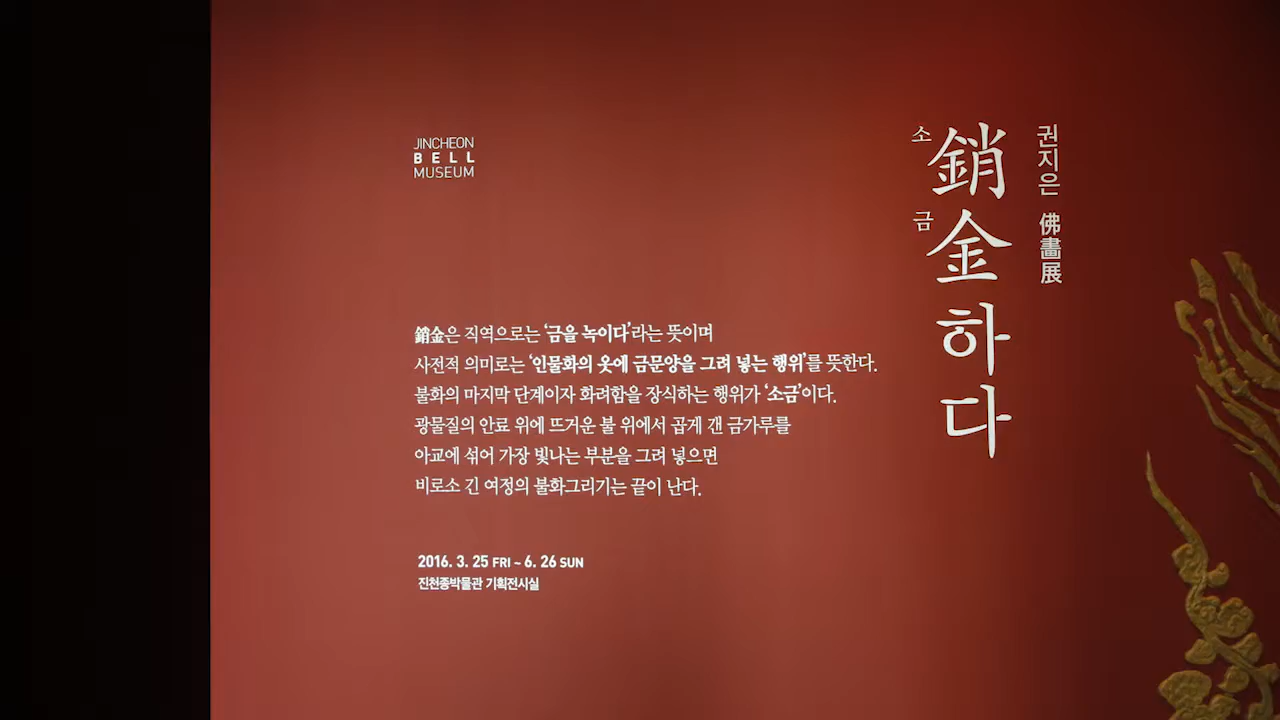 JINCHEON
BELL
MUSEUM
권지은 佛畵展
소금
銷金하다
銷金은 직역으로는 ‘금을 녹이다’라는 뜻이며
사전적 의미로는 ‘인물화의 옷에 금문양을 그려 넣는 행위’를 뜻한다.
불화의 마지막 단계이자 화려함을 장식하는 행위가 ‘소금’이다.
광물질의 안료 위에 뜨거운 불 위에서 곱게 갠 금가루를
아교에 섞어 가장 빛나는 부분을 그려 넣으면
비로소 긴 여정의 불화그리기는 끝이 난다.
2016. 3. 25 FRI ~ 6. 26 SUN
진천종박물관 기획전시실